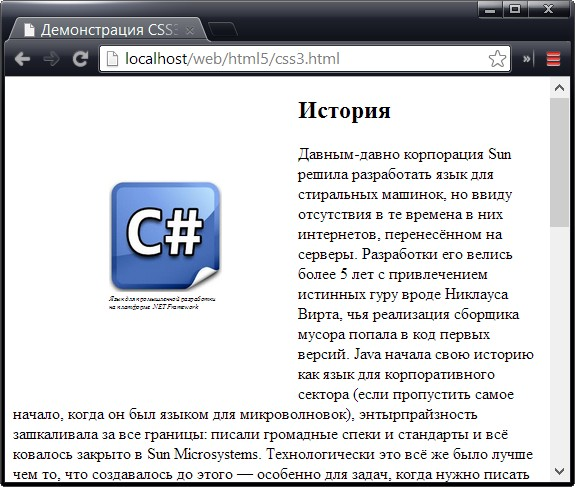 Демонстрация CSS3
localhost/web/html5/css3.html
История
Давным-давно корпорация Sun
решила разработать язык для
стиральных машинок, но ввиду
отсутствия в те времена в них
интернетов, перенесённом на
серверы. Разработки его велись
более 5 лет с привлечением
истинных гуру вроде Никлауса
Вирта, чья реализация сборщика
мусора попала в код первых
версий. Java начала свою историю
как язык для корпоративного
сектора (если пропустить самое
C#
Язык для промышленной разработки
на платформе .NET Framework
начало, когда он был языком для микроволновок), энтырпрайзность
зашкаливала за все границы: писали громадные спеки и стандарты и всё
ковалось закрыто в Sun Microsystems. Технологически это всё же было лучше
чем то, что создавалось до этого — особенно для задач, когда нужно писать